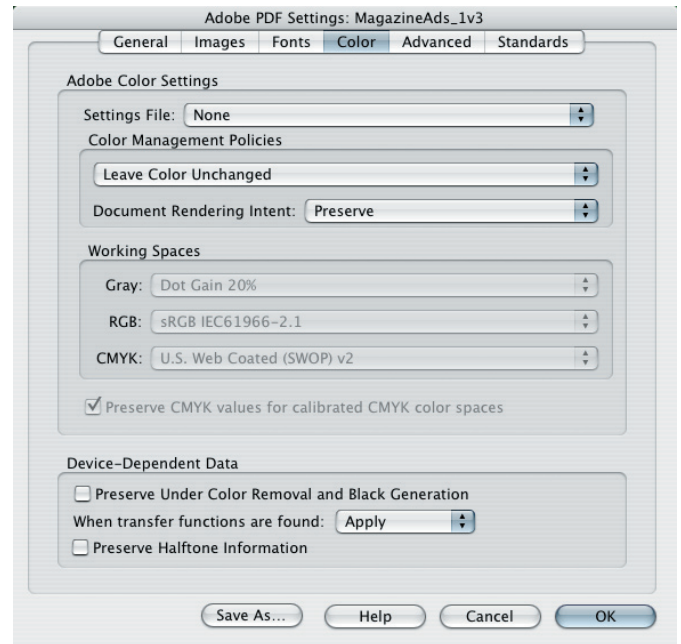 Adobe PDF Settings: MagazineAds_1v3
General Images Fonts Color Advanced Standards
Adobe Color Settings
Settings File: None
Color Management Policies
Leave Color Unchanged
Document Rendering Intent: Preserve
Working Spaces
Gray: Dot Gain 20%
RGB: sRGB IEC61966-2.1
CMYK: U.S. Web Coated (SWOP) v2
Preserve CMYK values for calibrated CMYK color spaces
Device-Dependent Data
Preserve Under Color Removal and Black Generation
When transfer functions are found: Apply
Preserve Halftone Information
Save As... Help Cancel OK